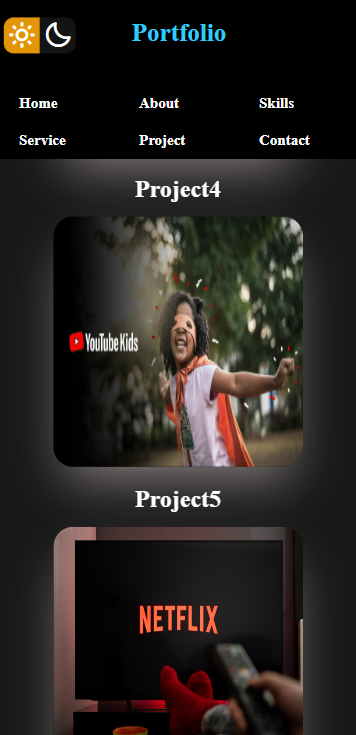 Portfolio
Home About Skills
Service Project Contact
Project4
YouTube Kids
Project5
NETFLIX